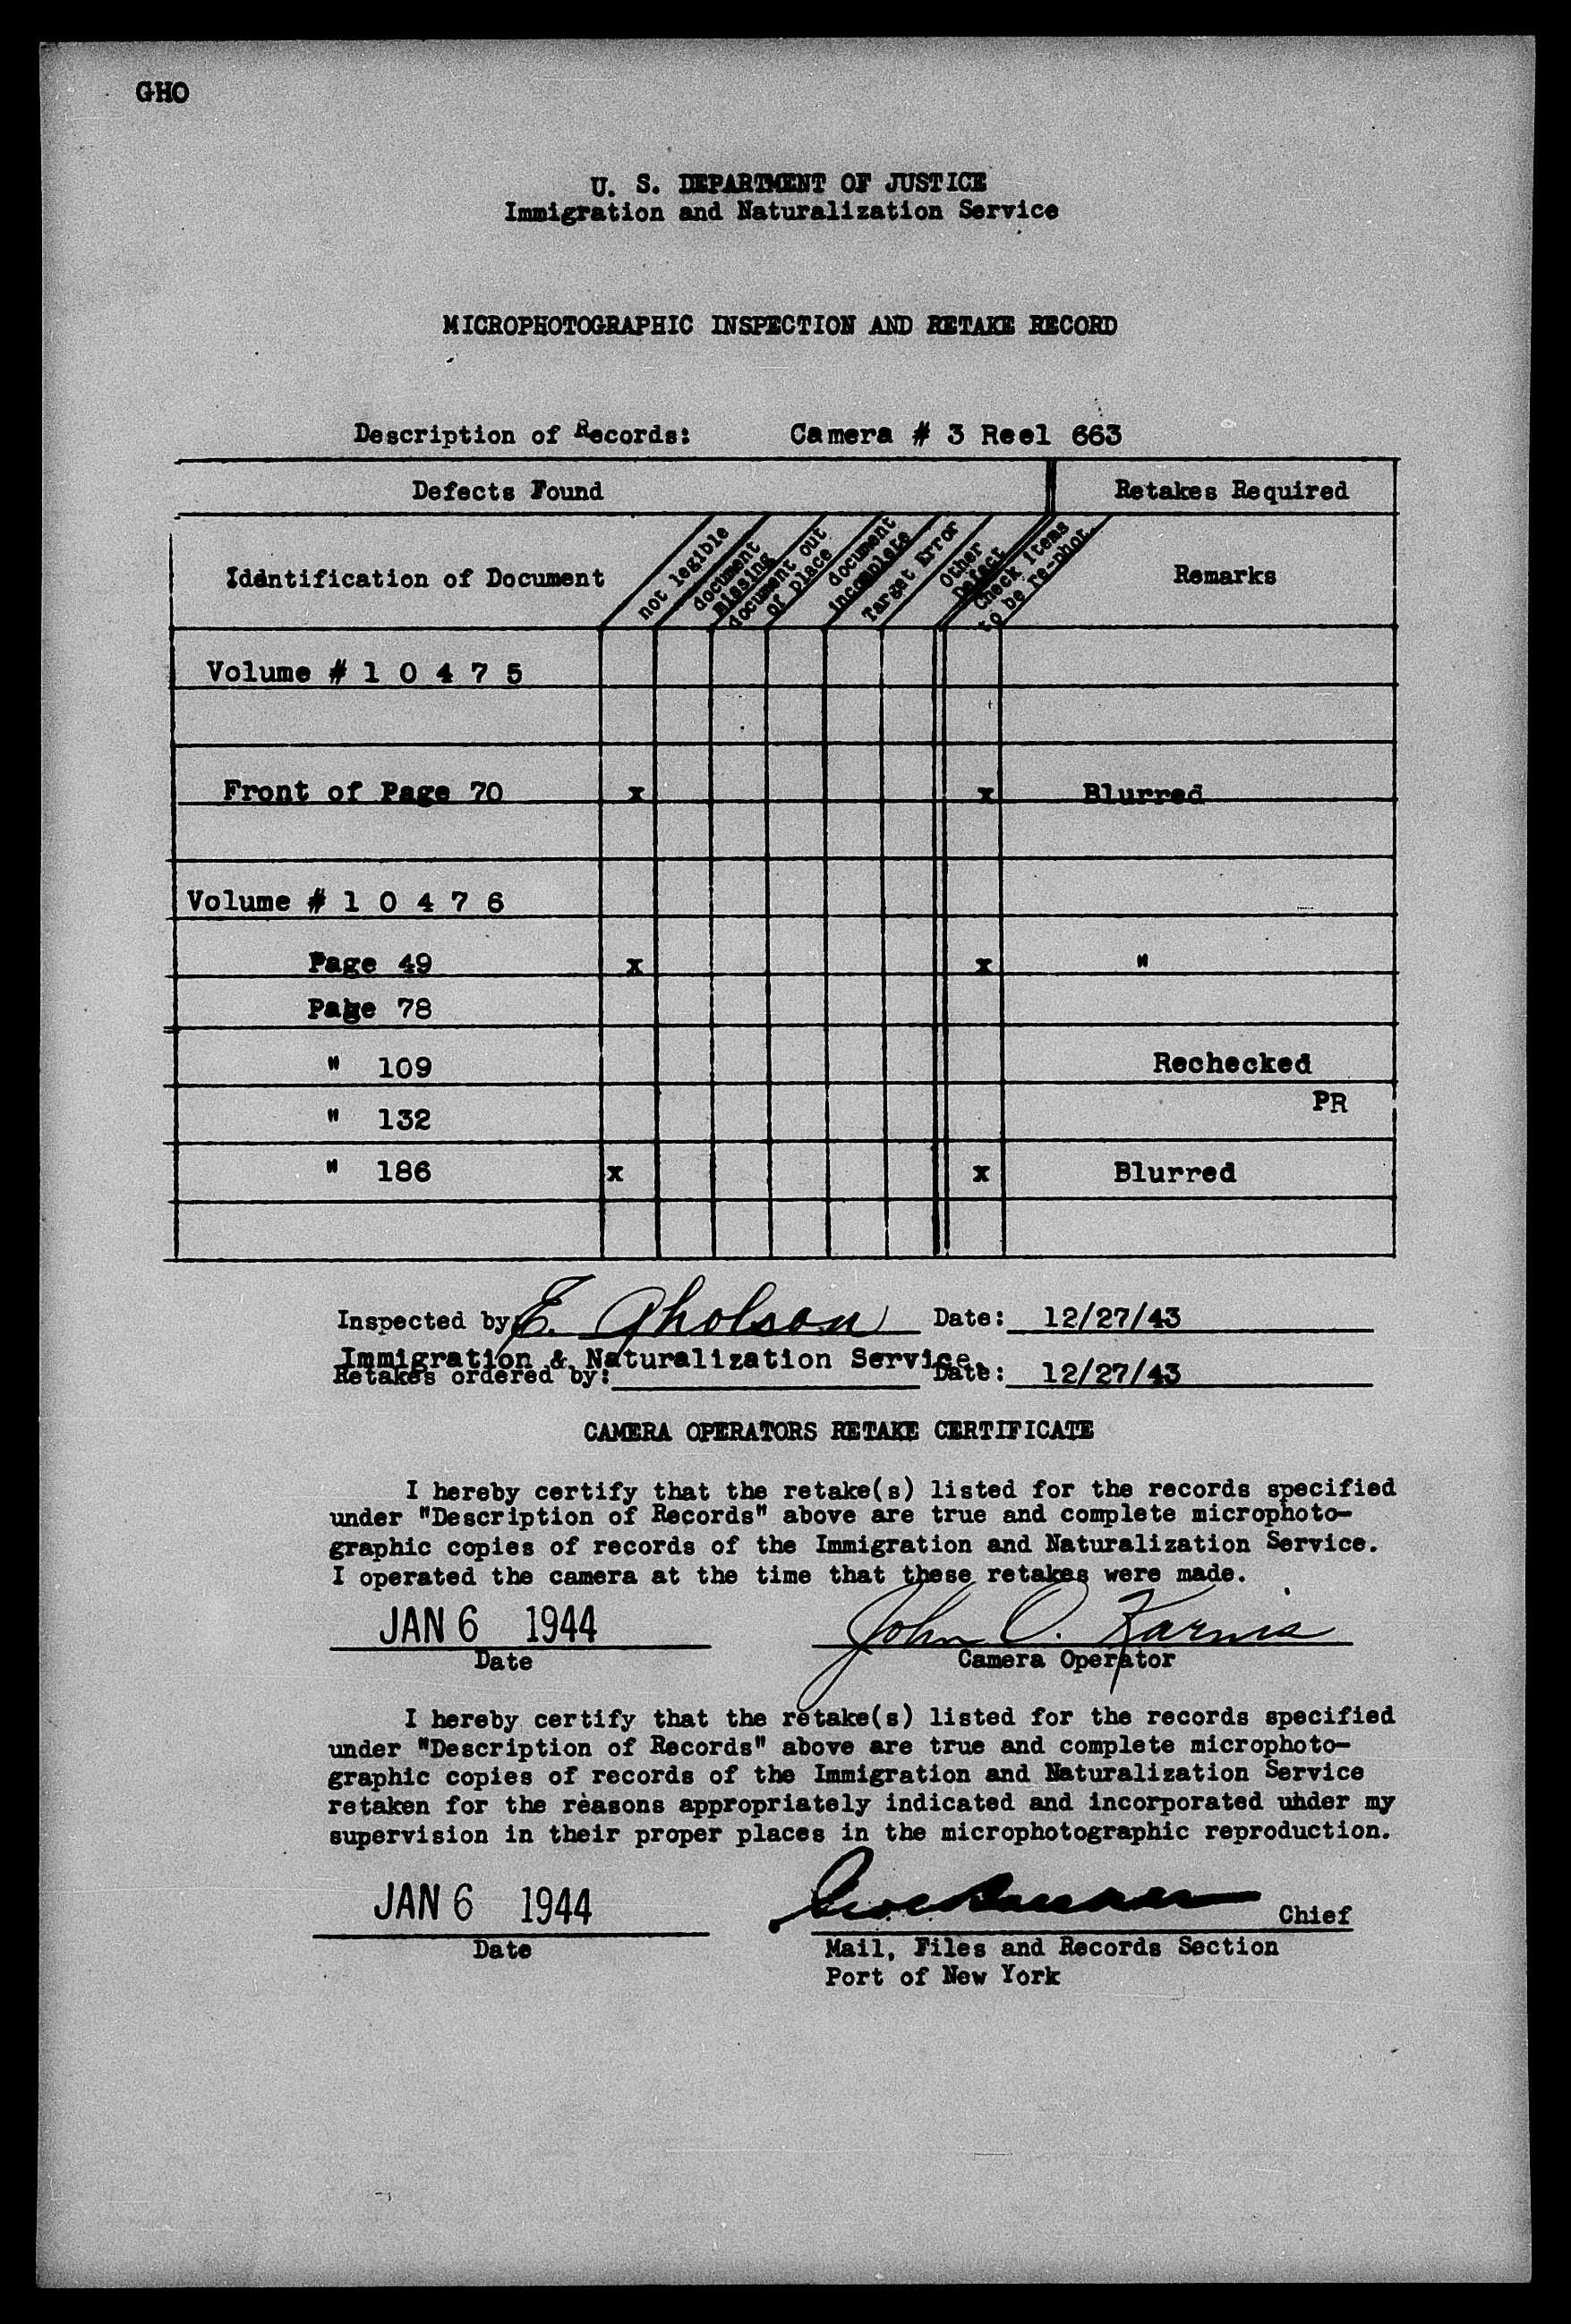 GHO
U. S. DEPARTMENT OF JUSTICE
Immigration and Naturalization Service
MICROPHOTOGRAPHIC INSPECTION AND RETAKE RECORD
Description of Records: Camera # 3 Reel 663
Defects Found Retakes Required
Identification of Document not legible document missing document out of place document incomplete Target Error Other Defect Check items to be re-phot. Remarks
Volume # 1 0 4 7 5
Front of Page 70 x x Blurred
Volume # 1 0 4 7 6
Page 49 x x "
Page 78
" 109 Rechecked
" 132 PR
" 186 x x Blurred
Inspected by: E. Gholson Date: 12/27/43
Immigration & Naturalization Service.
Retakes ordered by: Date: 12/27/43
CAMERA OPERATORS RETAKE CERTIFICATE
I hereby certify that the retake(s) listed for the records specified
under "Description of Records" above are true and complete microphoto-
graphic copies of records of the Immigration and Naturalization Service.
I operated the camera at the time that these retakes were made.
JAN 6 1944 John O. Karnis
Date Camera Operator
I hereby certify that the retake(s) listed for the records specified
under "Description of Records" above are true and complete microphoto-
graphic copies of records of the Immigration and Naturalization Service
retaken for the reasons appropriately indicated and incorporated uhder my
supervision in their proper places in the microphotographic reproduction.
JAN 6 1944 Chief
Date Mail, Files and Records Section
Port of New York